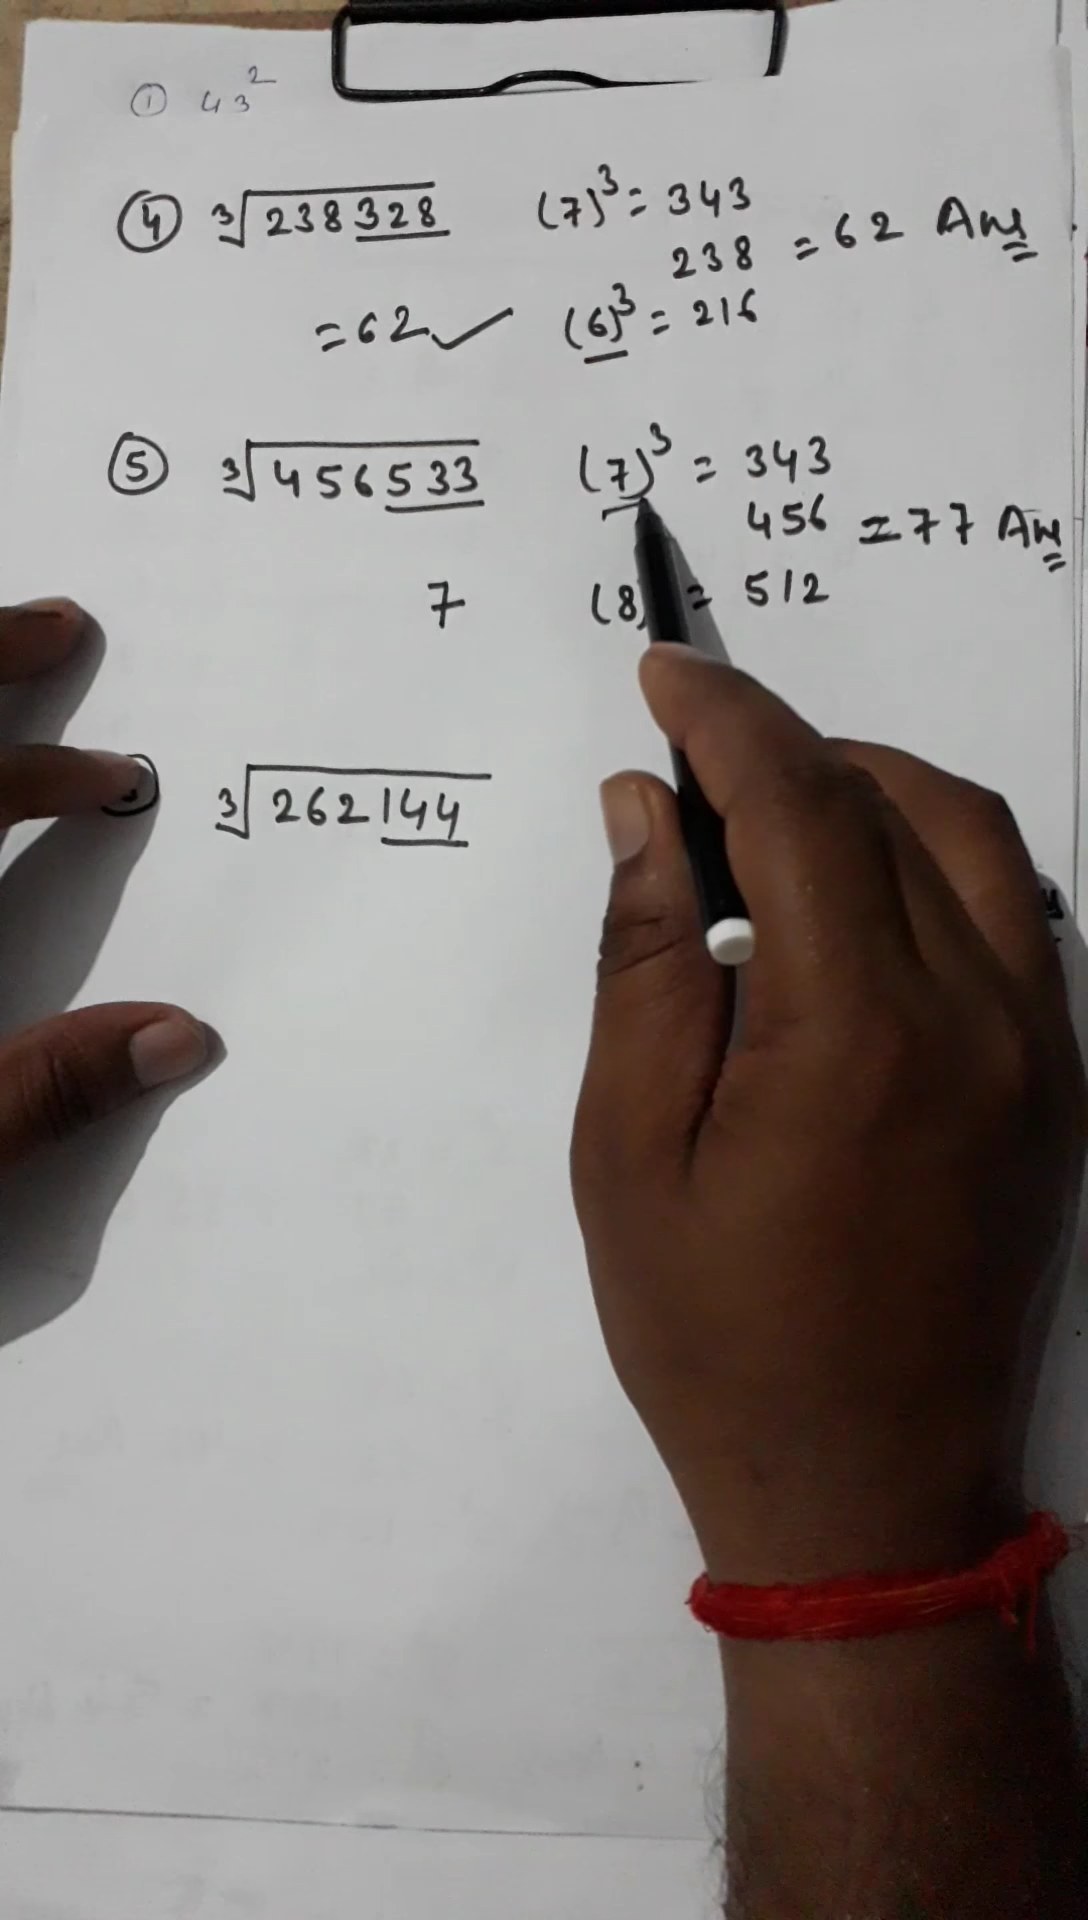 ① 43²
④ ∛238328 (7)³ = 343
238 = 62 Ans
= 62 ✓ (6)³ = 216
⑤ ∛456533 (7)³ = 343
456 = 77 Ans
7 (8) = 512
∛262144